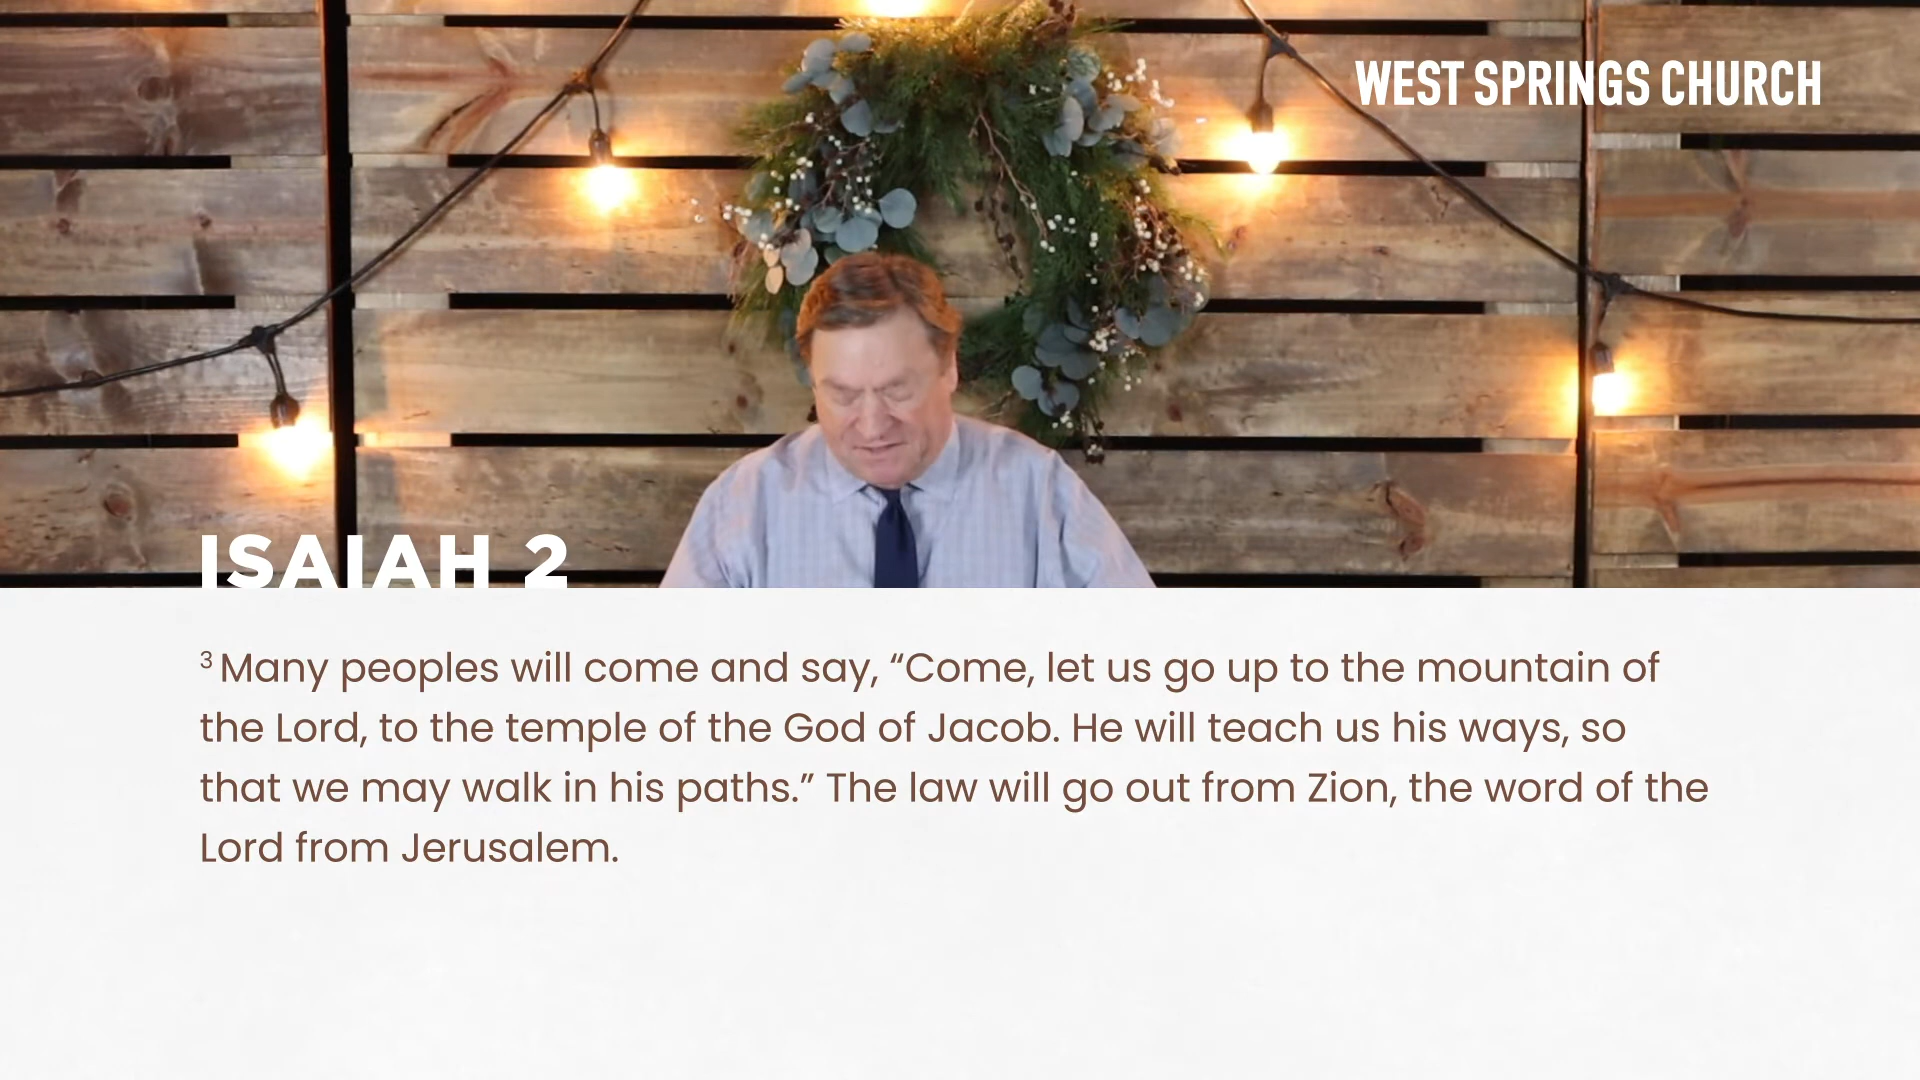 WEST SPRINGS CHURCH
ISAIAH 2
³ Many peoples will come and say, “Come, let us go up to the mountain of
the Lord, to the temple of the God of Jacob. He will teach us his ways, so
that we may walk in his paths.” The law will go out from Zion, the word of the
Lord from Jerusalem.